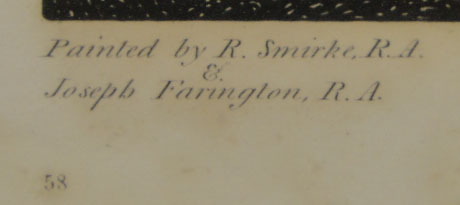 Painted by R. Smirke, R.A.
&
Joseph Farington, R.A.
58